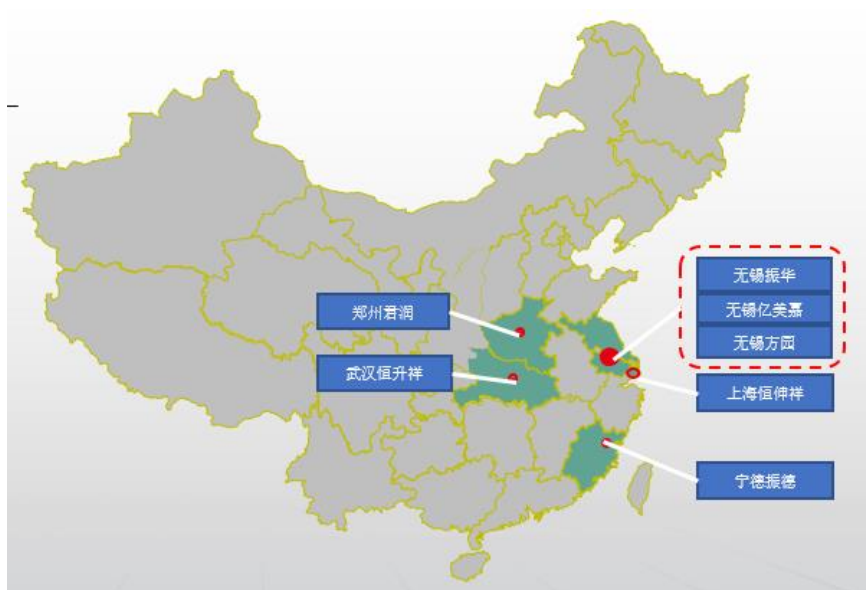 无锡振华
无锡亿美嘉
无锡方园
郑州君润
武汉恒升祥
上海恒伸祥
宁德振德